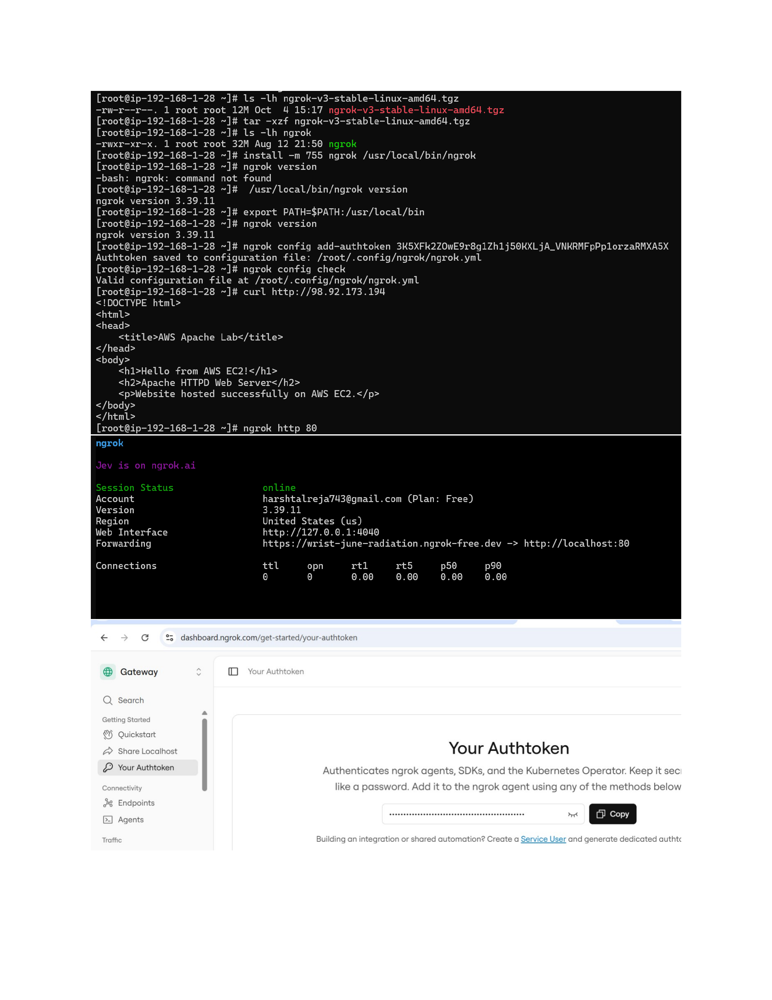 [root@ip-192-168-1-28 ~]# ls -lh ngrok-v3-stable-linux-amd64.tgz
-rw-r--r--. 1 root root 12M Oct  4 15:17 ngrok-v3-stable-linux-amd64.tgz
[root@ip-192-168-1-28 ~]# tar -xzf ngrok-v3-stable-linux-amd64.tgz
[root@ip-192-168-1-28 ~]# ls -lh ngrok
-rwxr-xr-x. 1 root root 32M Aug 12 21:50 ngrok
[root@ip-192-168-1-28 ~]# install -m 755 ngrok /usr/local/bin/ngrok
[root@ip-192-168-1-28 ~]# ngrok version
-bash: ngrok: command not found
[root@ip-192-168-1-28 ~]#  /usr/local/bin/ngrok version
ngrok version 3.39.11
[root@ip-192-168-1-28 ~]# export PATH=$PATH:/usr/local/bin
[root@ip-192-168-1-28 ~]# ngrok version
ngrok version 3.39.11
[root@ip-192-168-1-28 ~]# ngrok config add-authtoken 3K5XFk2ZOwE9r8g1Zh1j50KXLjA_VNKRMFpPp1orzaRMXA5X
Authtoken saved to configuration file: /root/.config/ngrok/ngrok.yml
[root@ip-192-168-1-28 ~]# ngrok config check
Valid configuration file at /root/.config/ngrok/ngrok.yml
[root@ip-192-168-1-28 ~]# curl http://98.92.173.194
<!DOCTYPE html>
<html>
<head>
    <title>AWS Apache Lab</title>
</head>
<body>
    <h1>Hello from AWS EC2!</h1>
    <h2>Apache HTTPD Web Server</h2>
    <p>Website hosted successfully on AWS EC2.</p>
</body>
</html>
[root@ip-192-168-1-28 ~]# ngrok http 80
ngrok
Jev is on ngrok.ai
Session Status online
Account harshtalreja743@gmail.com (Plan: Free)
Version 3.39.11
Region United States (us)
Web Interface http://127.0.0.1:4040
Forwarding https://wrist-june-radiation.ngrok-free.dev -> http://localhost:80
Connections ttl opn rt1 rt5 p50 p90
0 0 0.00 0.00 0.00 0.00
dashboard.ngrok.com/get-started/your-authtoken
Gateway
Your Authtoken
Search
Getting Started
Quickstart
Share Localhost
Your Authtoken
Connectivity
Endpoints
Agents
Traffic
Your Authtoken
Authenticates ngrok agents, SDKs, and the Kubernetes Operator. Keep it sec
like a password. Add it to the ngrok agent using any of the methods below
Copy
Building an integration or shared automation? Create a Service User and generate dedicated authto